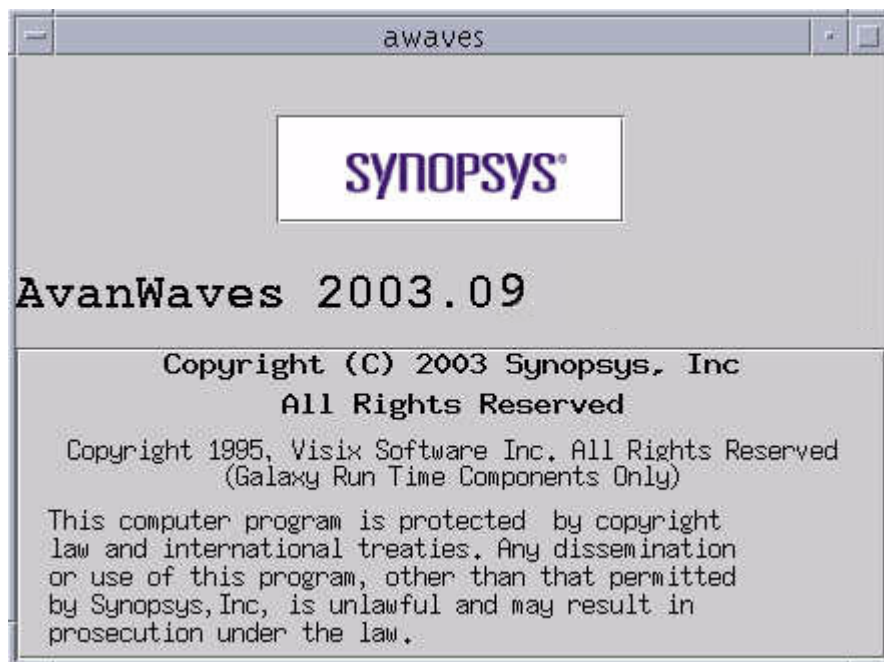 awaves
SYNOPSYS®
AvanWaves 2003.09
Copyright (C) 2003 Synopsys, Inc
All Rights Reserved
Copyright 1995, Visix Software Inc. All Rights Reserved
(Galaxy Run Time Components Only)
This computer program is protected by copyright
law and international treaties. Any dissemination
or use of this program, other than that permitted
by Synopsys,Inc, is unlawful and may result in
prosecution under the law.